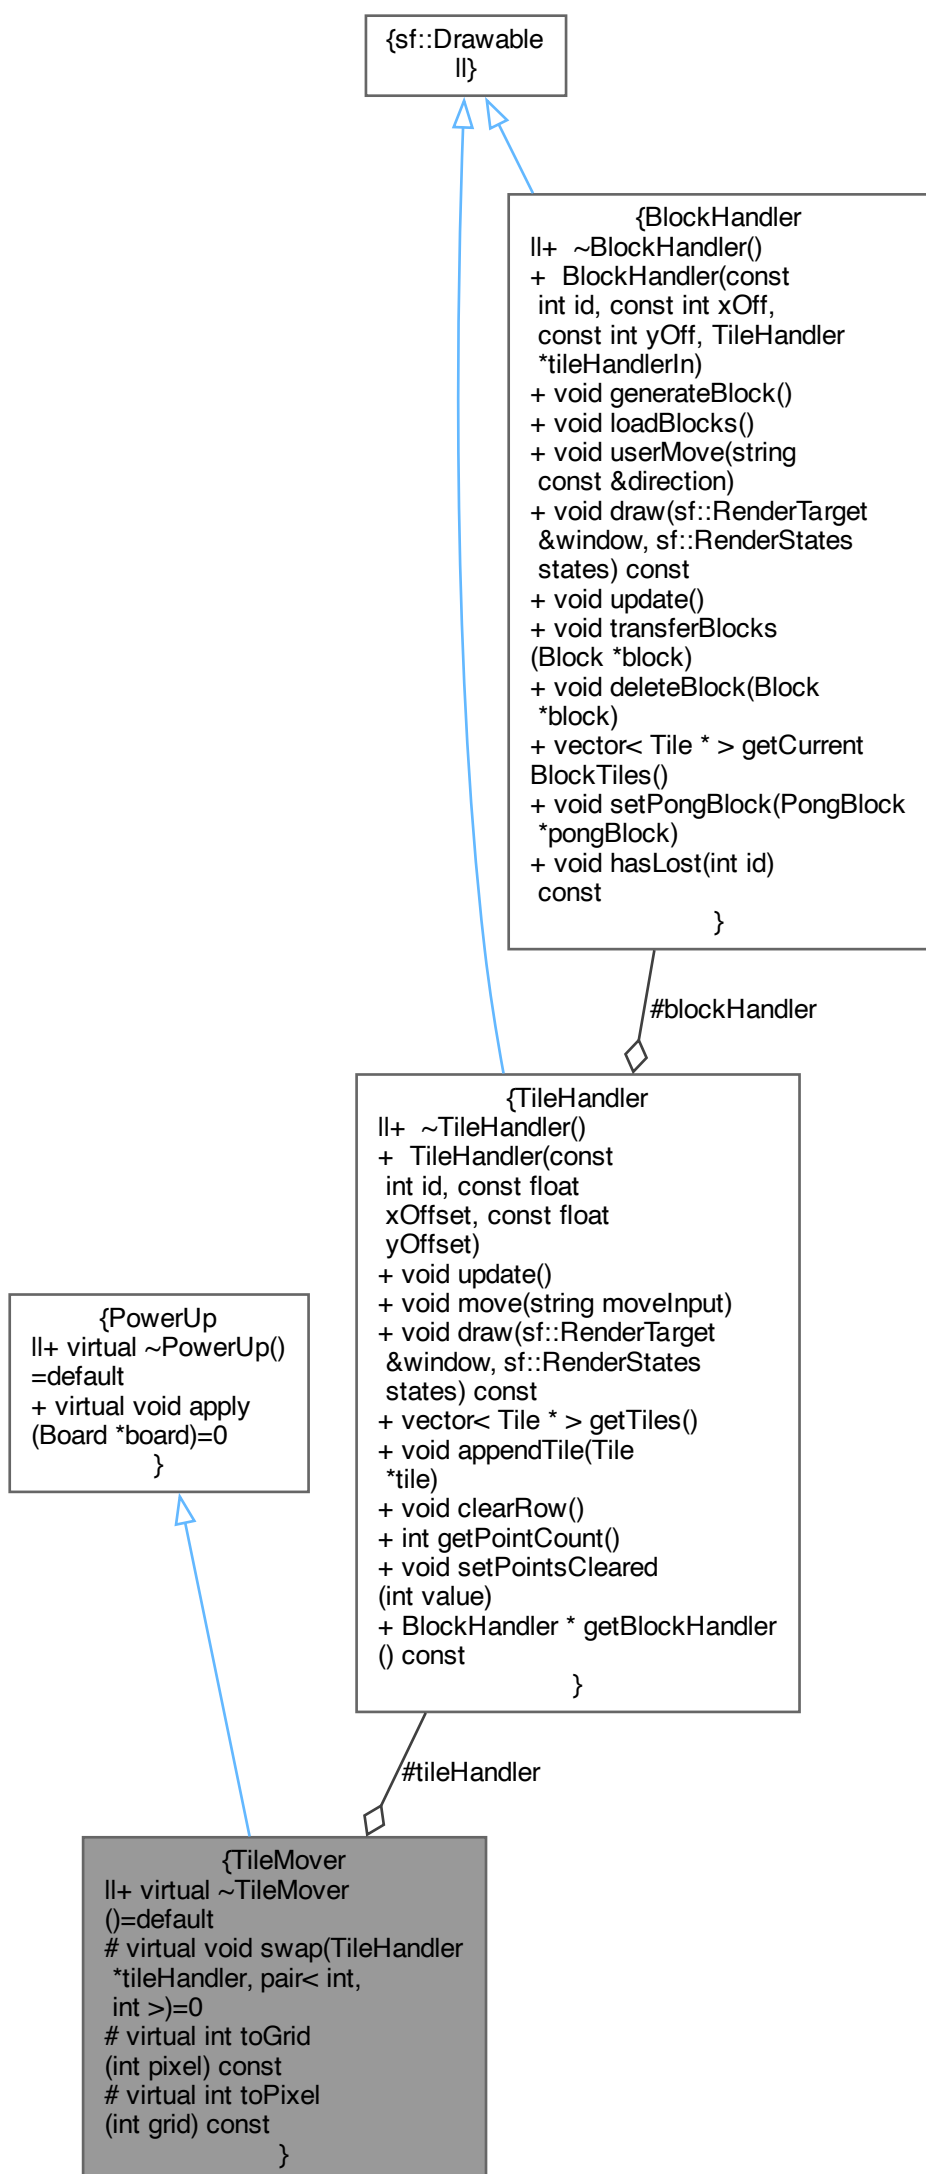 {sf::Drawable
||}
{BlockHandler
||+  ~BlockHandler()
+  BlockHandler(const
int id, const int xOff,
const int yOff, TileHandler
*tileHandlerIn)
+ void generateBlock()
+ void loadBlocks()
+ void userMove(string
const &direction)
+ void draw(sf::RenderTarget
&window, sf::RenderStates
states) const
+ void update()
+ void transferBlocks
(Block *block)
+ void deleteBlock(Block
*block)
+ vector< Tile * > getCurrent
BlockTiles()
+ void setPongBlock(PongBlock
*pongBlock)
+ void hasLost(int id)
const
}
#blockHandler
{TileHandler
||+  ~TileHandler()
+  TileHandler(const
int id, const float
xOffset, const float
yOffset)
+ void update()
+ void move(string moveInput)
+ void draw(sf::RenderTarget
&window, sf::RenderStates
states) const
+ vector< Tile * > getTiles()
+ void appendTile(Tile
*tile)
+ void clearRow()
+ int getPointCount()
+ void setPointsCleared
(int value)
+ BlockHandler * getBlockHandler
() const
}
{PowerUp
||+ virtual ~PowerUp()
=default
+ virtual void apply
(Board *board)=0
}
#tileHandler
{TileMover
||+ virtual ~TileMover
()=default
# virtual void swap(TileHandler
*tileHandler, pair< int,
int >)=0
# virtual int toGrid
(int pixel) const
# virtual int toPixel
(int grid) const
}